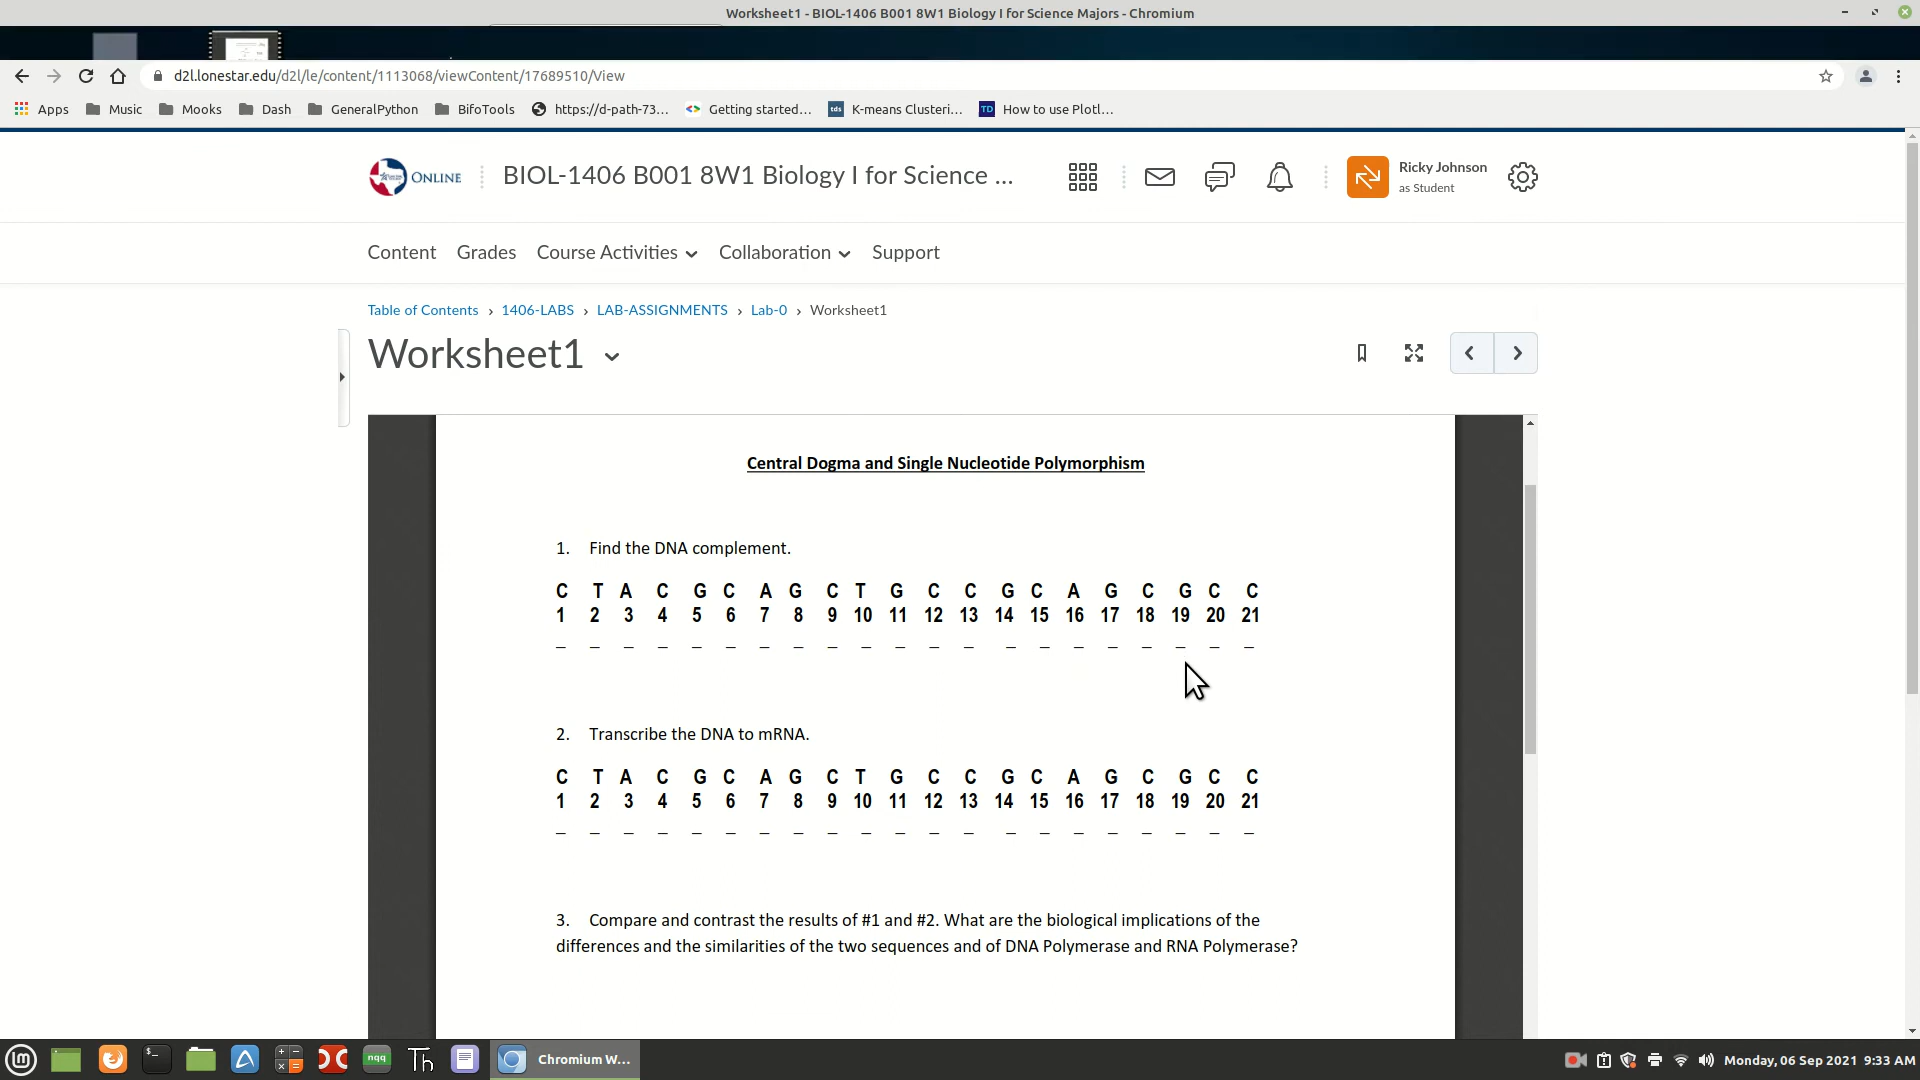 Worksheet1 - BIOL-1406 B001 8W1 Biology I for Science Majors - Chromium
d2l.lonestar.edu/d2l/le/content/1113068/viewContent/17689510/View
Apps Music Mooks Dash GeneralPython BifoTools https://d-path-73... Getting started... tds K-means Clusteri... TD How to use Plotl...
ONLINE BIOL-1406 B001 8W1 Biology I for Science ... Ricky Johnson
as Student
Content Grades Course Activities Collaboration Support
Table of Contents › 1406-LABS › LAB-ASSIGNMENTS › Lab-0 › Worksheet1
Worksheet1
Central Dogma and Single Nucleotide Polymorphism
1. Find the DNA complement.
C T A C G C A G C T G C C G C A G C G C C
1 2 3 4 5 6 7 8 9 10 11 12 13 14 15 16 17 18 19 20 21
_ _ _ _ _ _ _ _ _ _ _ _ _ _ _ _ _ _ _ _ _
2. Transcribe the DNA to mRNA.
C T A C G C A G C T G C C G C A G C G C C
1 2 3 4 5 6 7 8 9 10 11 12 13 14 15 16 17 18 19 20 21
_ _ _ _ _ _ _ _ _ _ _ _ _ _ _ _ _ _ _ _ _
3. Compare and contrast the results of #1 and #2. What are the biological implications of the
differences and the similarities of the two sequences and of DNA Polymerase and RNA Polymerase?
nqq Th Chromium W... Monday, 06 Sep 2021 9:33 AM